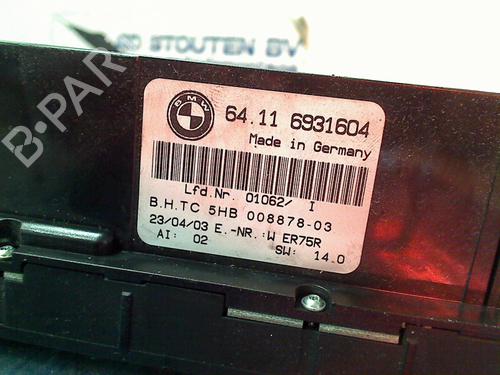 STOUTEN BV
B-PARTS
BMW
64.11 6931604
Made in Germany
Lfd.Nr. 01062/ I
B.H.TC 5HB 008878-03
23/04/03 E.-NR.:W ER75R
AI: 02 SW: 14.0